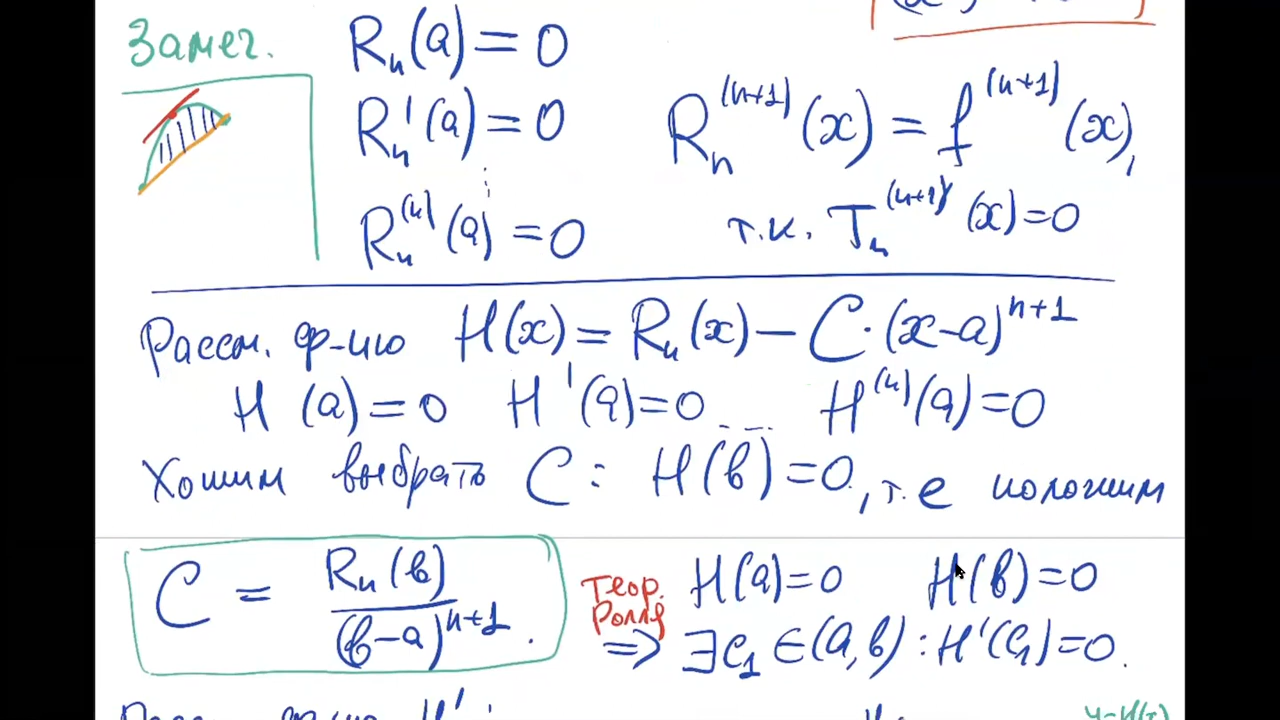 Замеч.
Rₙ(a) = 0
Rₙ'(a) = 0
⋮
Rₙ⁽ⁿ⁾(a) = 0
Rₙ⁽ⁿ⁺¹⁾(x) = f⁽ⁿ⁺¹⁾(x),
т.к. Tₙ⁽ⁿ⁺¹⁾(x) = 0
Рассм. ф-цию H(x) = Rₙ(x) − C·(x−a)ⁿ⁺¹
H(a) = 0 H'(a) = 0 ... H⁽ⁿ⁾(a) = 0
Хотим выбрать C : H(b) = 0, т.е положим
C = Rₙ(b) / (b−a)ⁿ⁺¹ .
H(a) = 0 H(b) = 0
Теор.
Ролля
⇒ ∃ c₁ ∈ (a, b) : H'(c₁) = 0.